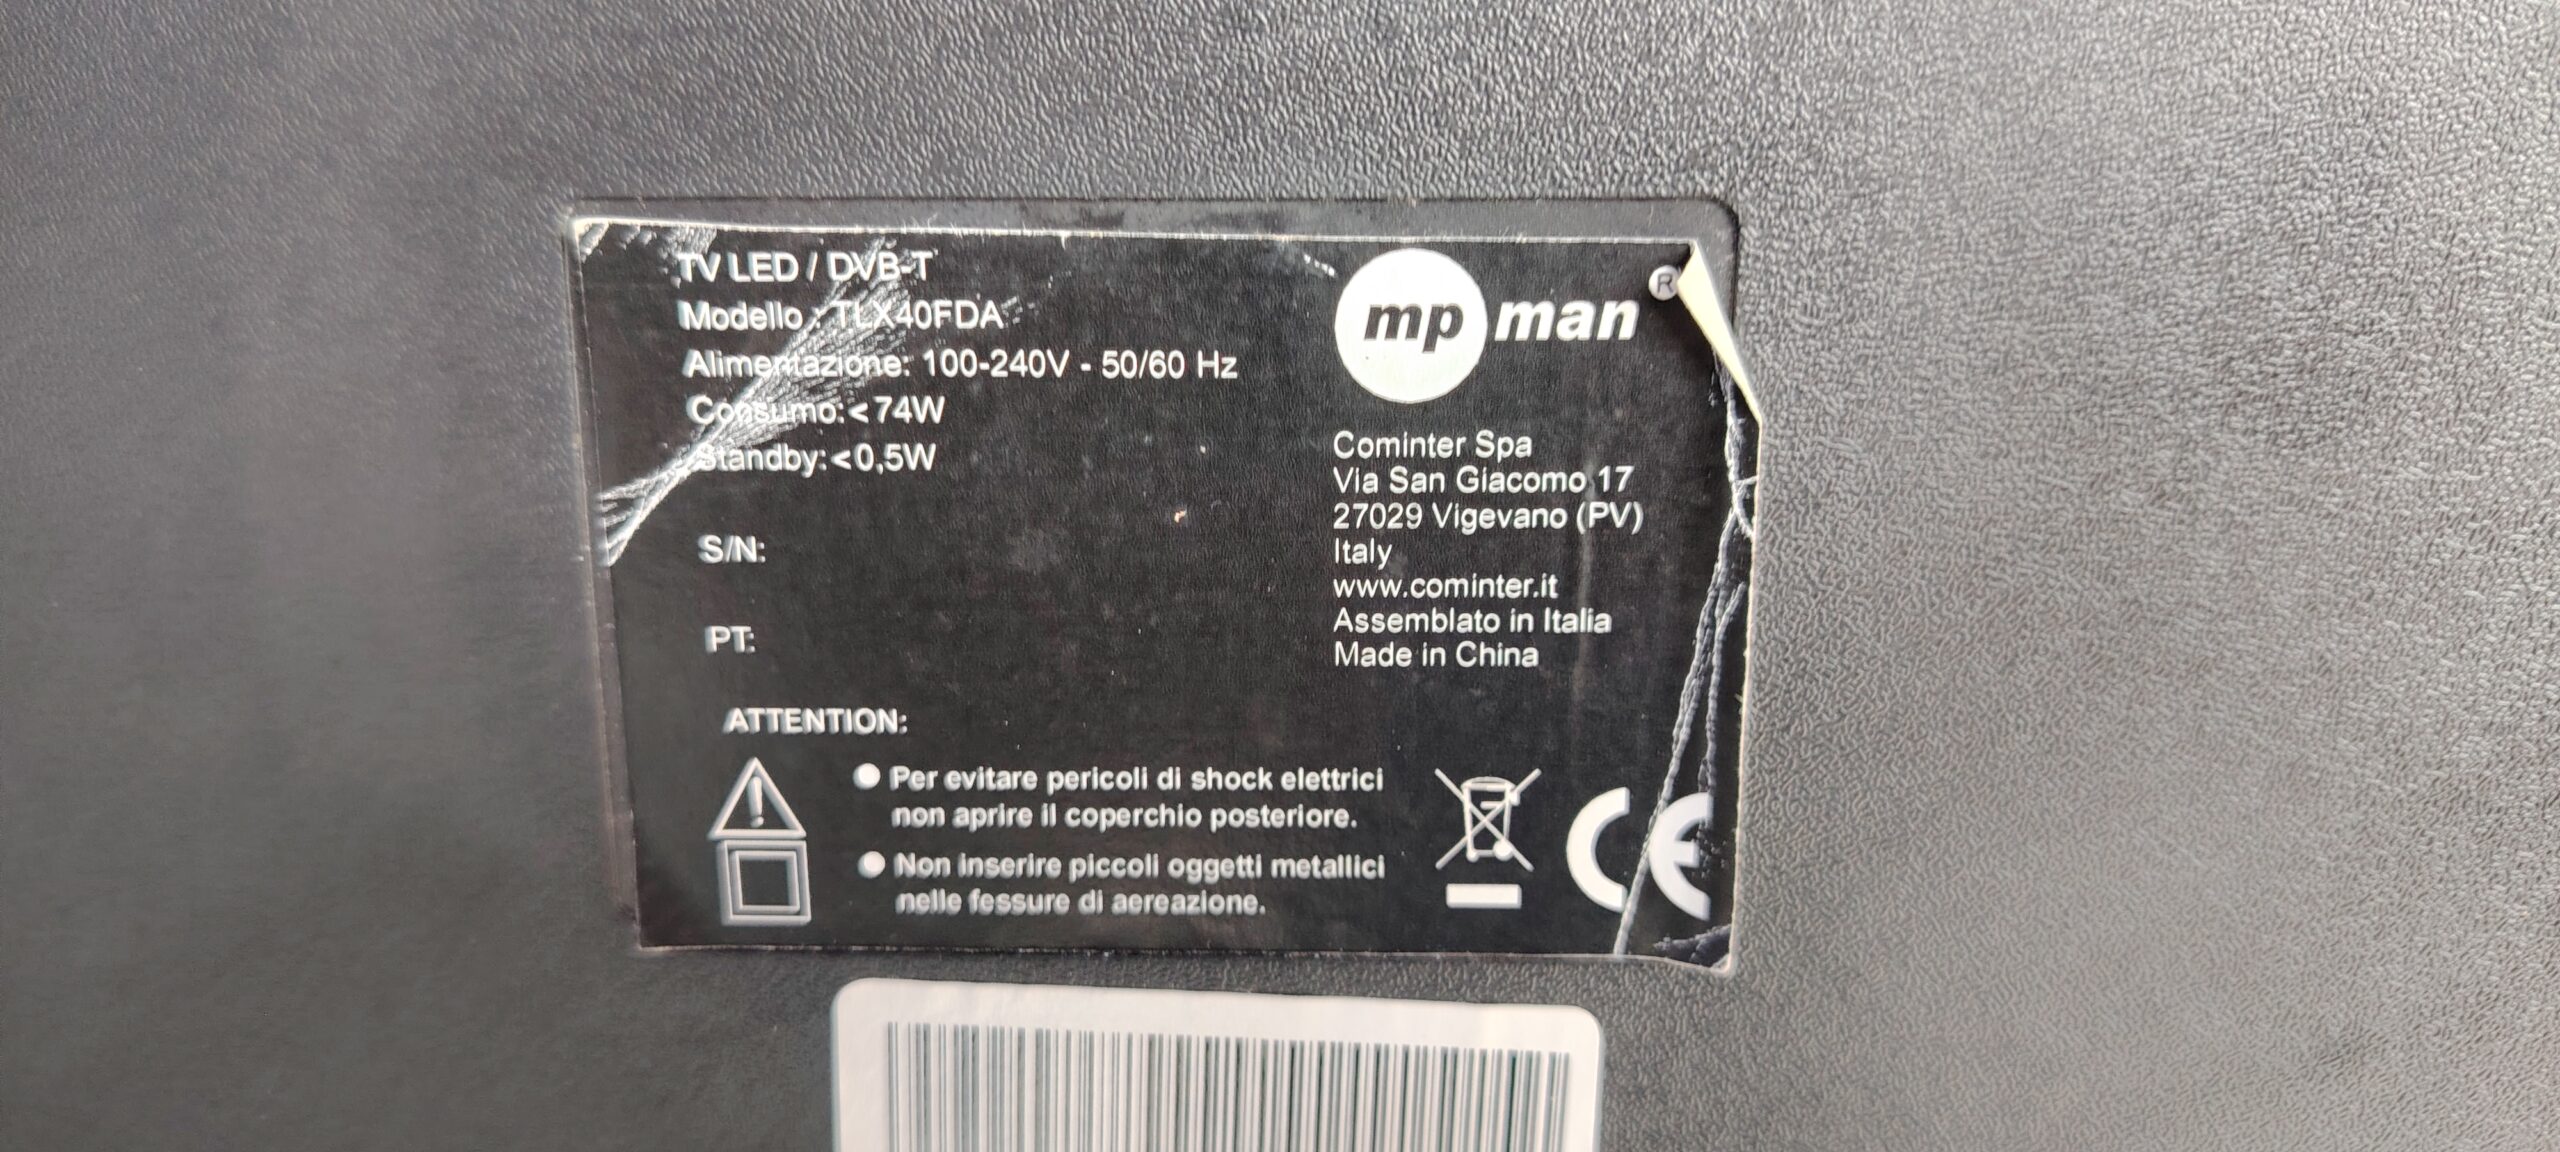 TV LED / DVB-T
Modello : TLX40FDA
Alimentazione: 100-240V - 50/60 Hz
Consumo: < 74W
Standby: < 0,5W
S/N:
PT:
mp man ®
Cominter Spa
Via San Giacomo 17
27029 Vigevano (PV)
Italy
www.cominter.it
Assemblato in Italia
Made in China
ATTENTION:
● Per evitare pericoli di shock elettrici
non aprire il coperchio posteriore.
● Non inserire piccoli oggetti metallici
nelle fessure di aereazione.
CE